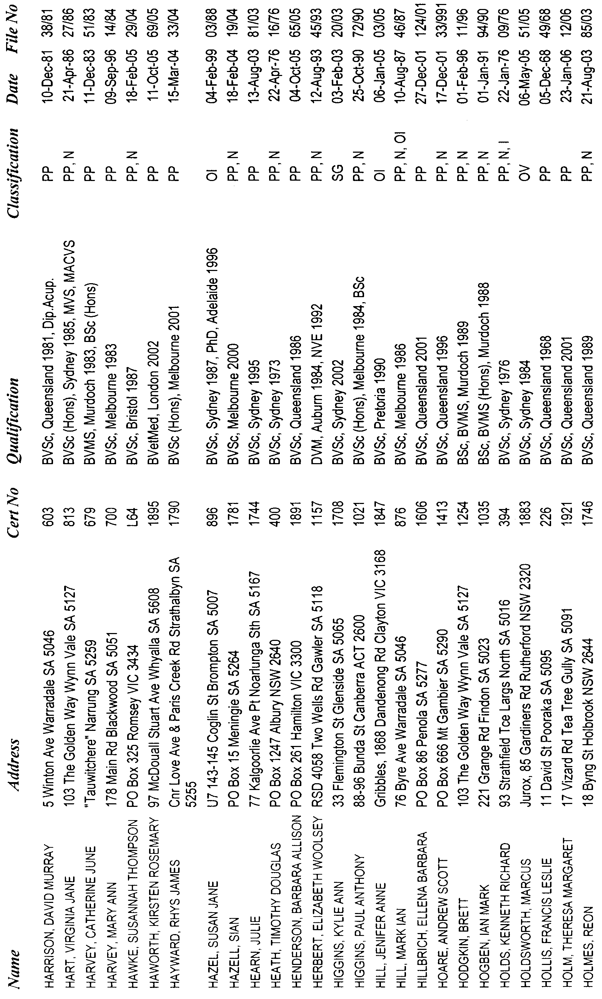 Name Address Cert No Qualification Classification Date File No
HARRISON, DAVID MURRAY 5 Winton Ave Warradale SA 5046 603 BVSc, Queensland 1981, Dip.Acup. PP 10-Dec-81 38/81
HART, VIRGINIA JANE 103 The Golden Way Wynn Vale SA 5127 813 BVSc (Hons), Sydney 1985, MVS, MACVS PP, N 21-Apr-86 27/86
HARVEY, CATHERINE JUNE "Tauwitchere" Narrung SA 5259 679 BVMS, Murdoch 1983, BSc (Hons) PP 11-Dec-83 51/83
HARVEY, MARY ANN 178 Main Rd Blackwood SA 5051 700 BVSc, Melbourne 1983 PP 09-Sep-96 14/84
HAWKE, SUSANNAH THOMPSON PO Box 325 Romsey VIC 3434 L64 BVSc, Bristol 1987 PP, N 18-Feb-05 29/04
HAWORTH, KIRSTEN ROSEMARY 97 McDouall Stuart Ave Whyalla SA 5608 1895 BVetMed, London 2002 PP 11-Oct-05 69/05
HAYWARD, RHYS JAMES Cnr Love Ave & Paris Creek Rd Strathalbyn SA 1790 BVSc (Hons), Melbourne 2001 PP 15-Mar-04 33/04
5255
HAZEL, SUSAN JANE U7 143-145 Coglin St Brompton SA 5007 896 BVSc, Sydney 1987, PhD, Adelaide 1996 OI 04-Feb-99 03/88
HAZELL, SIAN PO Box 15 Meningie SA 5264 1781 BVSc, Melbourne 2000 PP, N 18-Feb-04 19/04
HEARN, JULIE 77 Kalgoorlie Ave Pt Noarlunga Sth SA 5167 1744 BVSc, Sydney 1995 PP 13-Aug-03 81/03
HEATH, TIMOTHY DOUGLAS PO Box 1247 Albury NSW 2640 400 BVSc, Sydney 1973 PP, N 22-Apr-76 16/76
HENDERSON, BARBARA ALLISON PO Box 261 Hamilton VIC 3300 1891 BVSc, Queensland 1986 PP 04-Oct-05 65/05
HERBERT, ELIZABETH WOOLSEY RSD 4058 Two Wells Rd Gawler SA 5118 1157 DVM, Auburn 1984, NVE 1992 PP, N 12-Aug-93 45/93
HIGGINS, KYLIE ANN 33 Flemington St Glenside SA 5065 1708 BVSc, Sydney 2002 SG 03-Feb-03 20/03
HIGGINS, PAUL ANTHONY 88-96 Bunda St Canberra ACT 2600 1021 BVSc (Hons), Melbourne 1984, BSc PP, N 25-Oct-90 72/90
HILL, JENIFER ANNE Gribbles, 1868 Dandenong Rd Clayton VIC 3168 1847 BVSc, Pretoria 1990 OI 06-Jan-05 03/05
HILL, MARK IAN 76 Byre Ave Warradale SA 5046 876 BVSc, Melbourne 1986 PP, N, OI 10-Aug-87 46/87
HILLBRICH, ELLENA BARBARA PO Box 86 Penola SA 5277 1606 BVSc, Queensland 2001 PP 27-Dec-01 124/01
HOARE, ANDREW SCOTT PO Box 666 Mt Gambier SA 5290 1413 BVSc, Queensland 1996 PP, N 17-Dec-01 33/991
HODGKIN, BRETT 103 The Golden Way Wynn Vale SA 5127 1254 BSc, BVMS, Murdoch 1989 PP, N 01-Feb-96 11/96
HOGBEN, IAN MARK 221 Grange Rd Findon SA 5023 1035 BSc, BVMS (Hons), Murdoch 1988 PP, N 01-Jan-91 94/90
HOLDS, KENNETH RICHARD 93 Strathfield Tce Largs North SA 5016 394 BVSc, Sydney 1976 PP, N, I 22-Jan-76 09/76
HOLDSWORTH, MARCUS Jurox, 85 Gardiners Rd Rutherford NSW 2320 1883 BVSc, Sydney 1984 OV 06-May-05 51/05
HOLLIS, FRANCIS LESLIE 11 David St Pooraka SA 5095 226 BVSc, Queensland 1968 PP 05-Dec-68 49/68
HOLM, THERESA MARGARET 17 Vizard Rd Tea Tree Gully SA 5091 1921 BVSc, Queensland 2001 PP 23-Jan-06 12/06
HOLMES, REON 18 Byng St Holbrook NSW 2644 1746 BVSc, Queensland 1989 PP, N 21-Aug-03 85/03